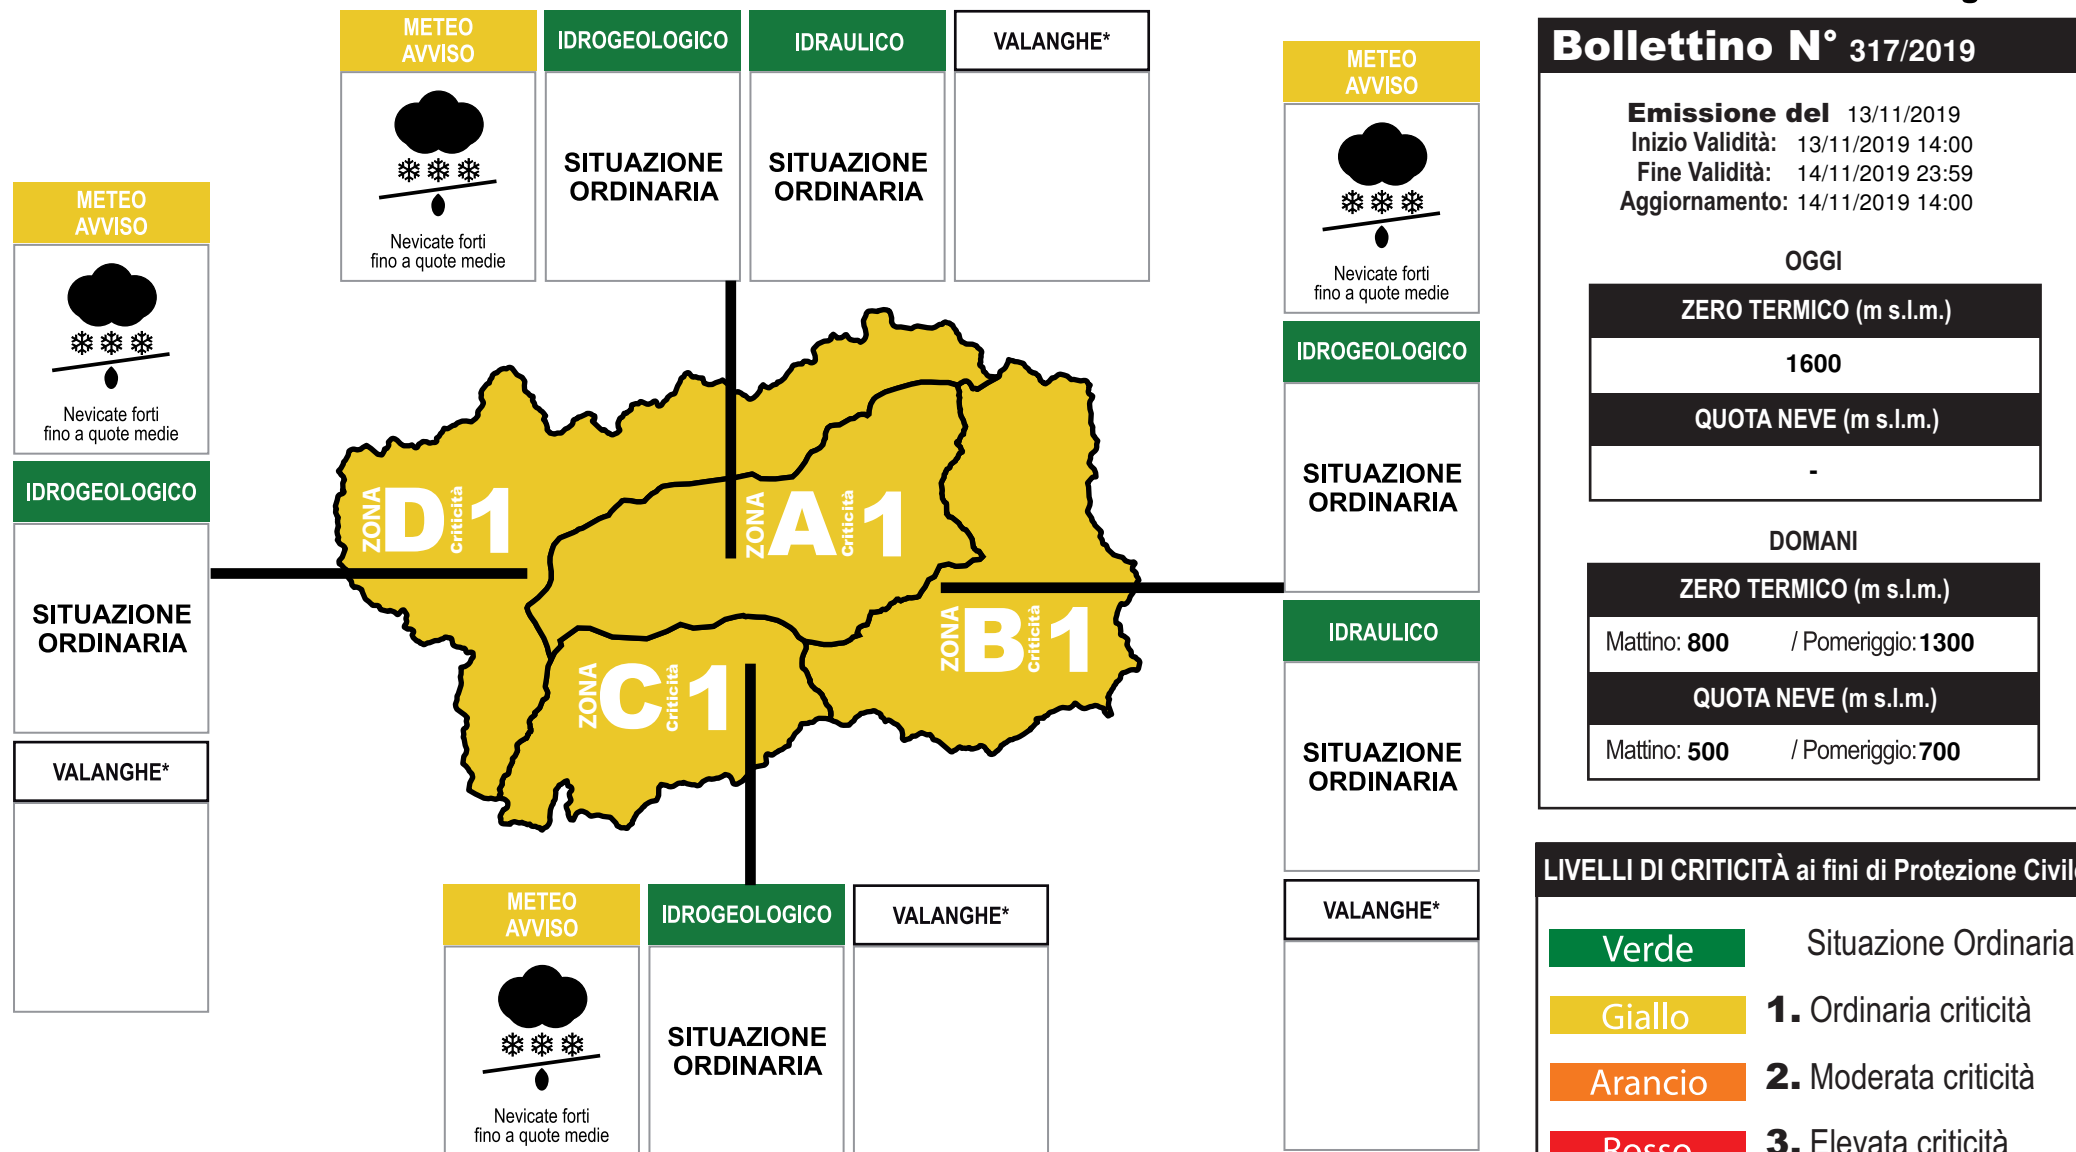 METEO
AVVISO
Nevicate forti
fino a quote medie
IDROGEOLOGICO
SITUAZIONE
ORDINARIA
IDRAULICO
SITUAZIONE
ORDINARIA
VALANGHE*
METEO
AVVISO
Nevicate forti
fino a quote medie
IDROGEOLOGICO
SITUAZIONE
ORDINARIA
VALANGHE*
ZONA D Criticità 1
ZONA A Criticità 1
ZONA B Criticità 1
ZONA C Criticità 1
METEO
AVVISO
Nevicate forti
fino a quote medie
IDROGEOLOGICO
SITUAZIONE
ORDINARIA
IDRAULICO
SITUAZIONE
ORDINARIA
VALANGHE*
METEO
AVVISO
Nevicate forti
fino a quote medie
IDROGEOLOGICO
SITUAZIONE
ORDINARIA
VALANGHE*
Bollettino N° 317/2019
Emissione del 13/11/2019
Inizio Validità: 13/11/2019 14:00
Fine Validità: 14/11/2019 23:59
Aggiornamento: 14/11/2019 14:00
OGGI
ZERO TERMICO (m s.l.m.)
1600
QUOTA NEVE (m s.l.m.)
-
DOMANI
ZERO TERMICO (m s.l.m.)
Mattino: 800 / Pomeriggio: 1300
QUOTA NEVE (m s.l.m.)
Mattino: 500 / Pomeriggio: 700
LIVELLI DI CRITICITÀ ai fini di Protezione Civile
Verde Situazione Ordinaria
Giallo 1. Ordinaria criticità
Arancio 2. Moderata criticità
Rosso 3. Elevata criticità